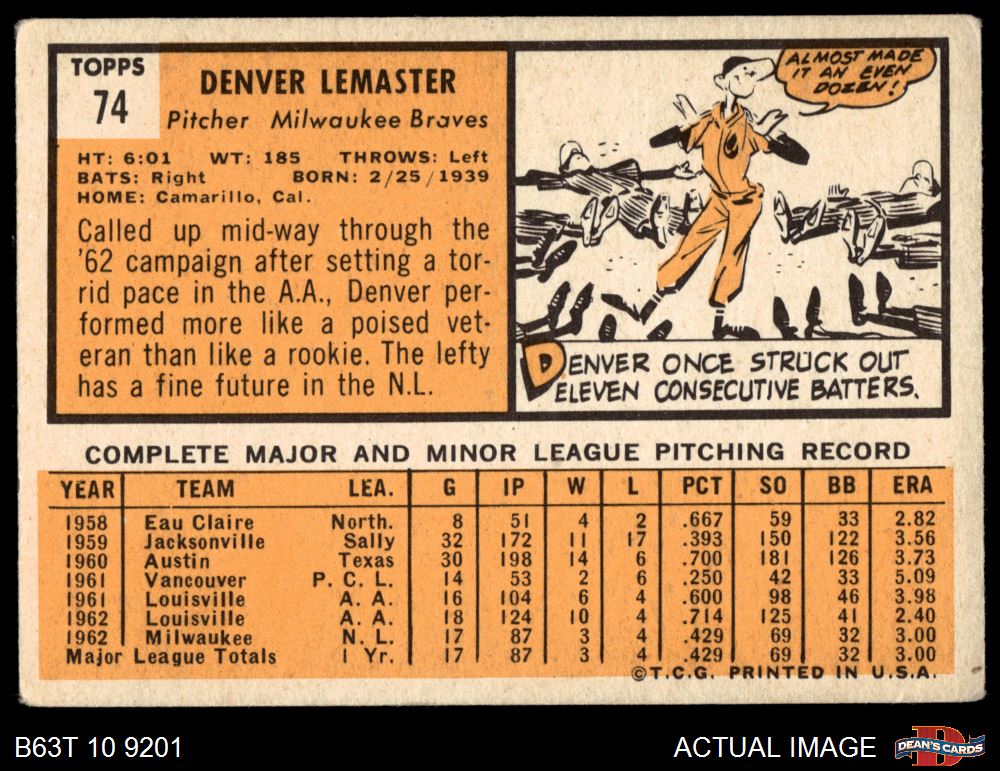 TOPPS
74
DENVER LEMASTER
Pitcher Milwaukee Braves
HT: 6:01 WT: 185 THROWS: Left
BATS: Right BORN: 2/25/1939
HOME: Camarillo, Cal.
Called up mid-way through the
'62 campaign after setting a tor-
rid pace in the A.A., Denver per-
formed more like a poised vet-
eran than like a rookie. The lefty
has a fine future in the N.L.
ALMOST MADE
IT AN EVEN
DOZEN!
DENVER ONCE STRUCK OUT
ELEVEN CONSECUTIVE BATTERS.
COMPLETE MAJOR AND MINOR LEAGUE PITCHING RECORD
YEAR TEAM LEA. G IP W L PCT SO BB ERA
1958 Eau Claire North. 8 51 4 2 .667 59 33 2.82
1959 Jacksonville Sally 32 172 11 17 .393 150 122 3.56
1960 Austin Texas 30 198 14 6 .700 181 126 3.73
1961 Vancouver P. C. L. 14 53 2 6 .250 42 33 5.09
1961 Louisville A. A. 16 104 6 4 .600 98 46 3.98
1962 Louisville A. A. 18 124 10 4 .714 125 41 2.40
1962 Milwaukee N. L. 17 87 3 4 .429 69 32 3.00
Major League Totals 1 Yr. 17 87 3 4 .429 69 32 3.00
©T.C.G. PRINTED IN U.S.A.
B63T 10 9201
ACTUAL IMAGE
D
DEAN'S CARDS